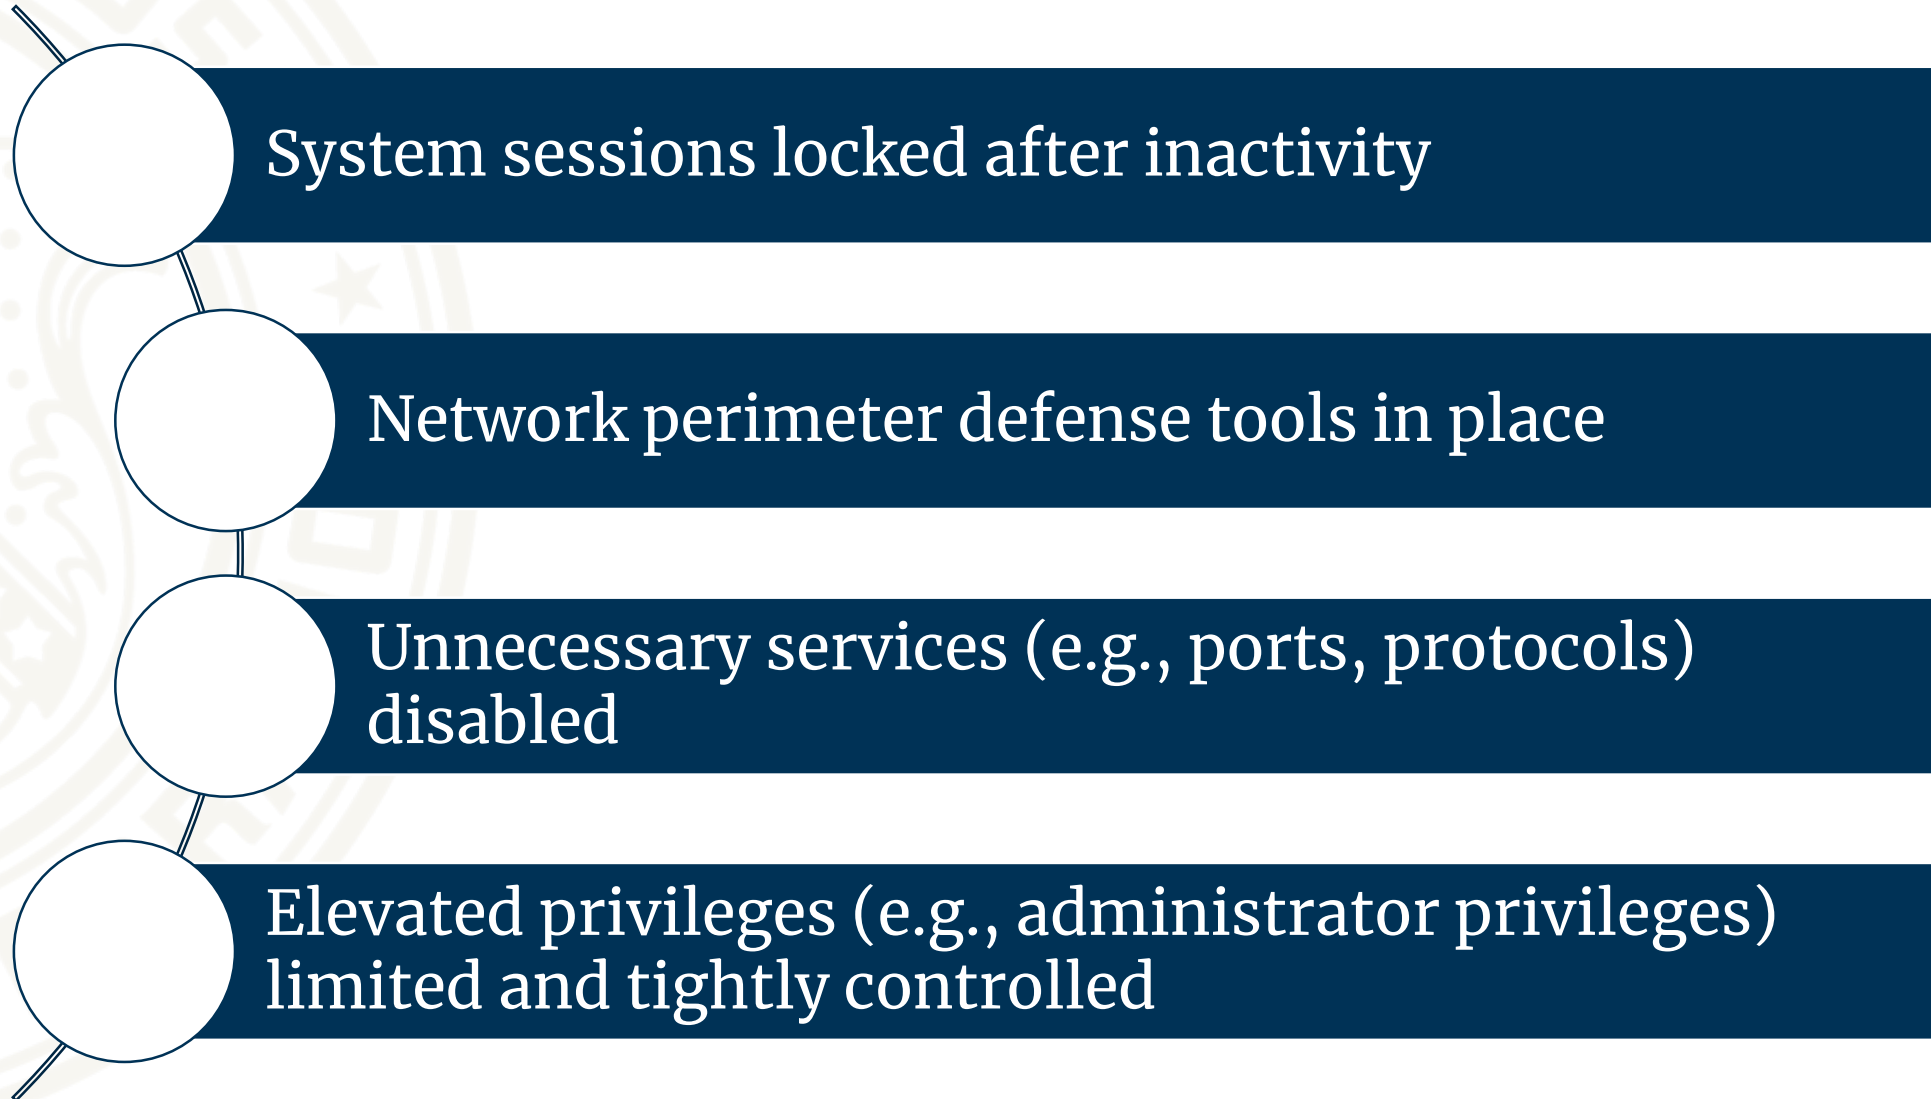 System sessions locked after inactivity
Network perimeter defense tools in place
Unnecessary services (e.g., ports, protocols)
disabled
Elevated privileges (e.g., administrator privileges)
limited and tightly controlled